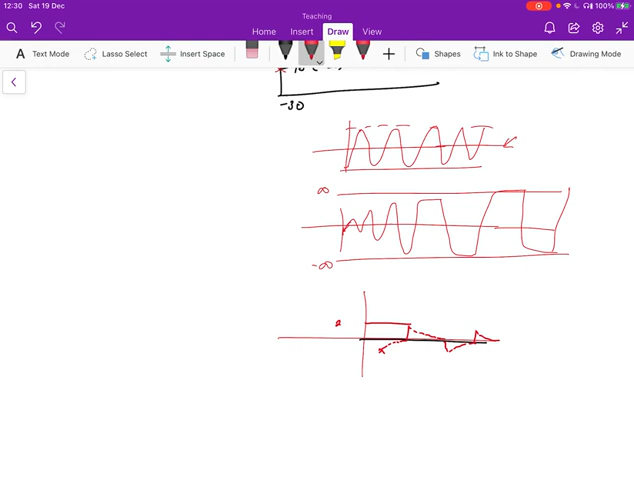 12:30 Sat 19 Dec
100%
Teaching
Home Insert Draw View
A Text Mode Lasso Select Insert Space Shapes Ink to Shape Drawing Mode
-30
∞
-∞